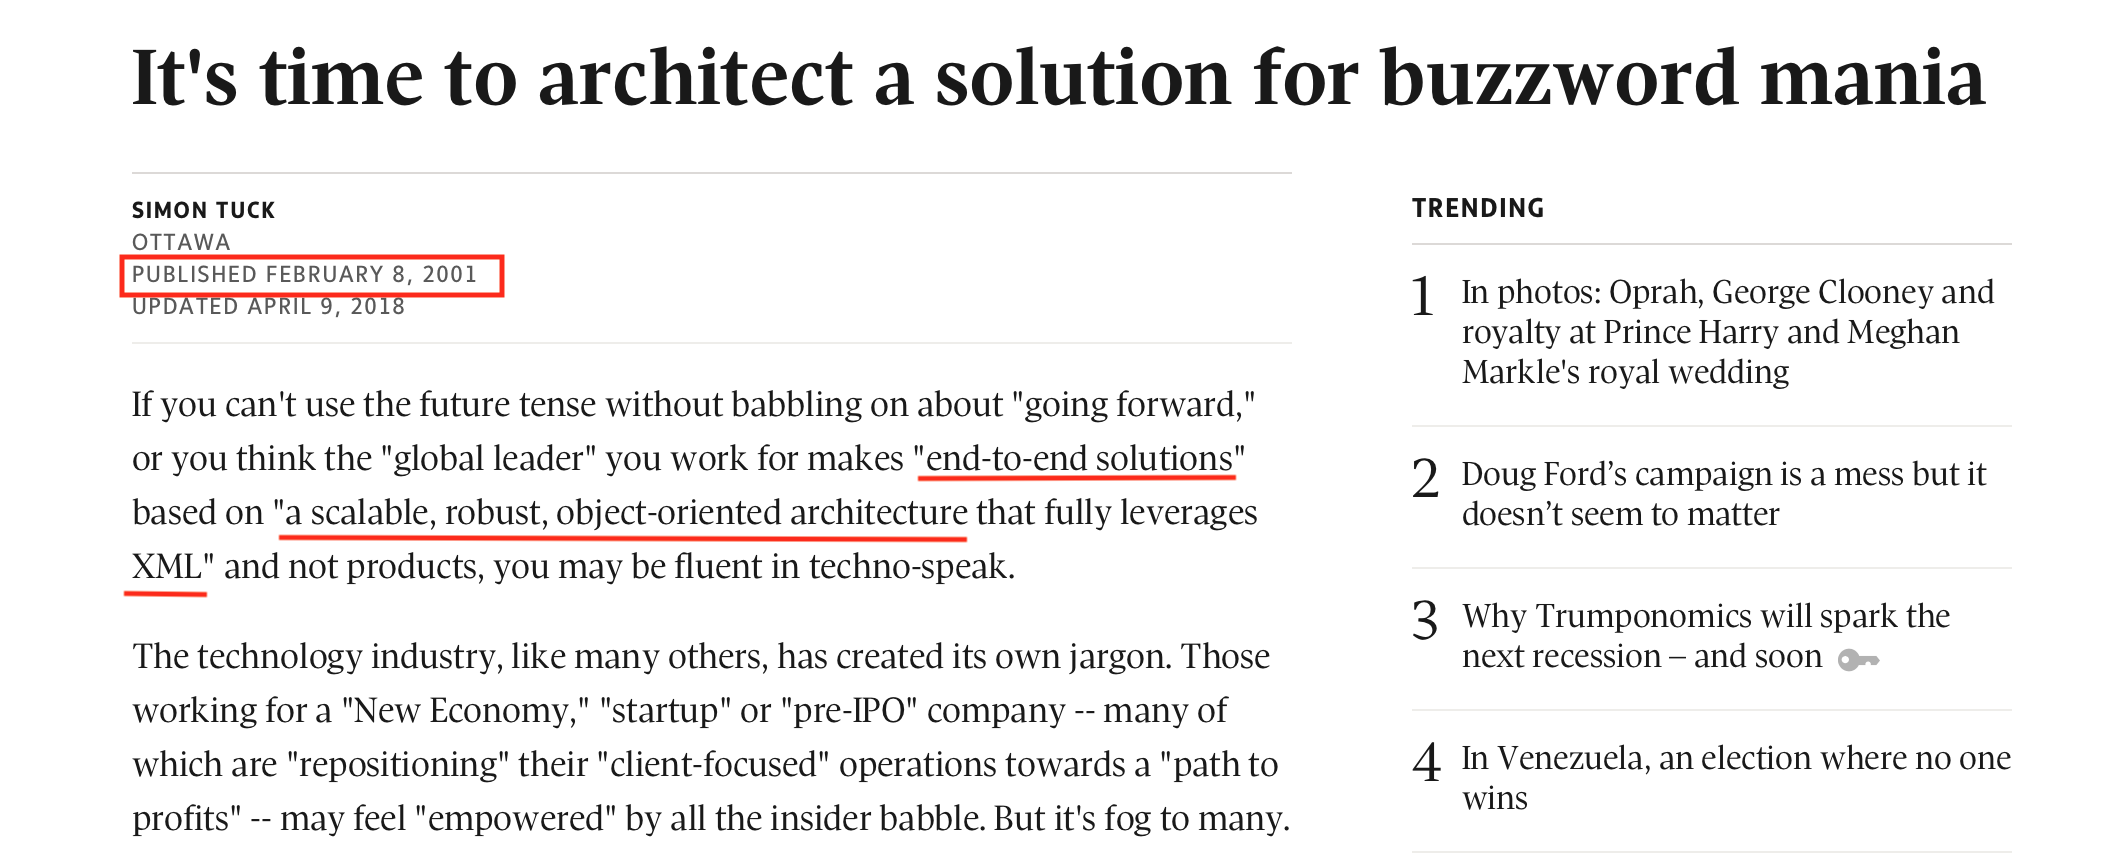 It's time to architect a solution for buzzword mania
SIMON TUCK
OTTAWA
PUBLISHED FEBRUARY 8, 2001
UPDATED APRIL 9, 2018
If you can't use the future tense without babbling on about "going forward,"
or you think the "global leader" you work for makes "end-to-end solutions"
based on "a scalable, robust, object-oriented architecture that fully leverages
XML" and not products, you may be fluent in techno-speak.
The technology industry, like many others, has created its own jargon. Those
working for a "New Economy," "startup" or "pre-IPO" company -- many of
which are "repositioning" their "client-focused" operations towards a "path to
profits" -- may feel "empowered" by all the insider babble. But it's fog to many.
TRENDING
1 In photos: Oprah, George Clooney and
royalty at Prince Harry and Meghan
Markle's royal wedding
2 Doug Ford’s campaign is a mess but it
doesn’t seem to matter
3 Why Trumponomics will spark the
next recession – and soon
4 In Venezuela, an election where no one
wins